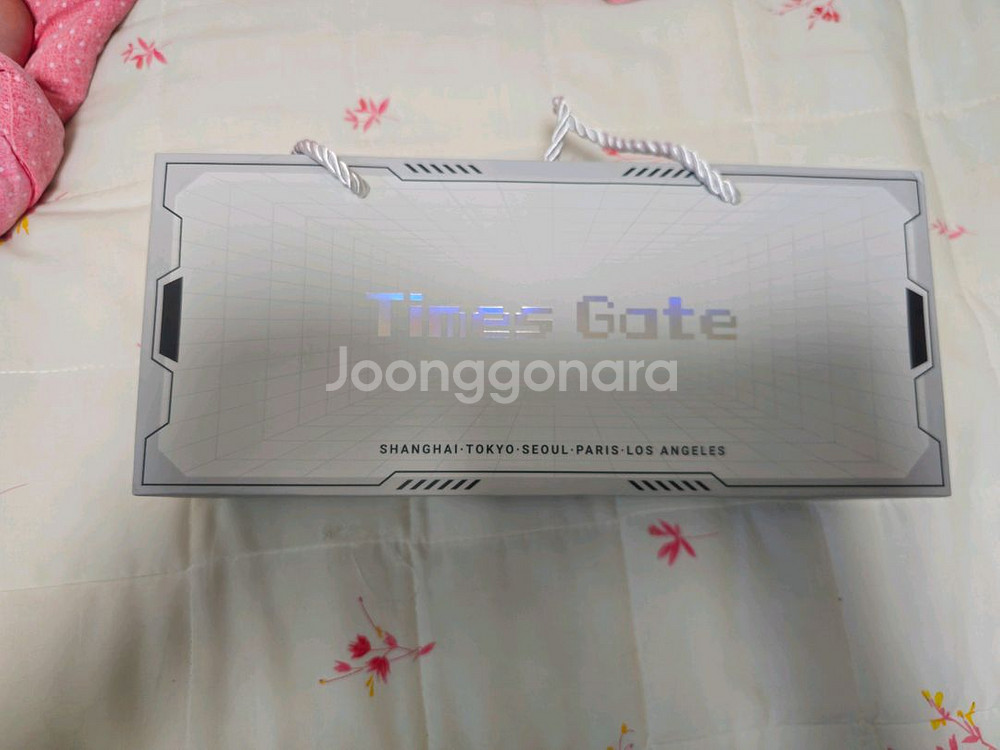 Times Gate
Joonggonara
SHANGHAI·TOKYO·SEOUL·PARIS·LOS ANGELES